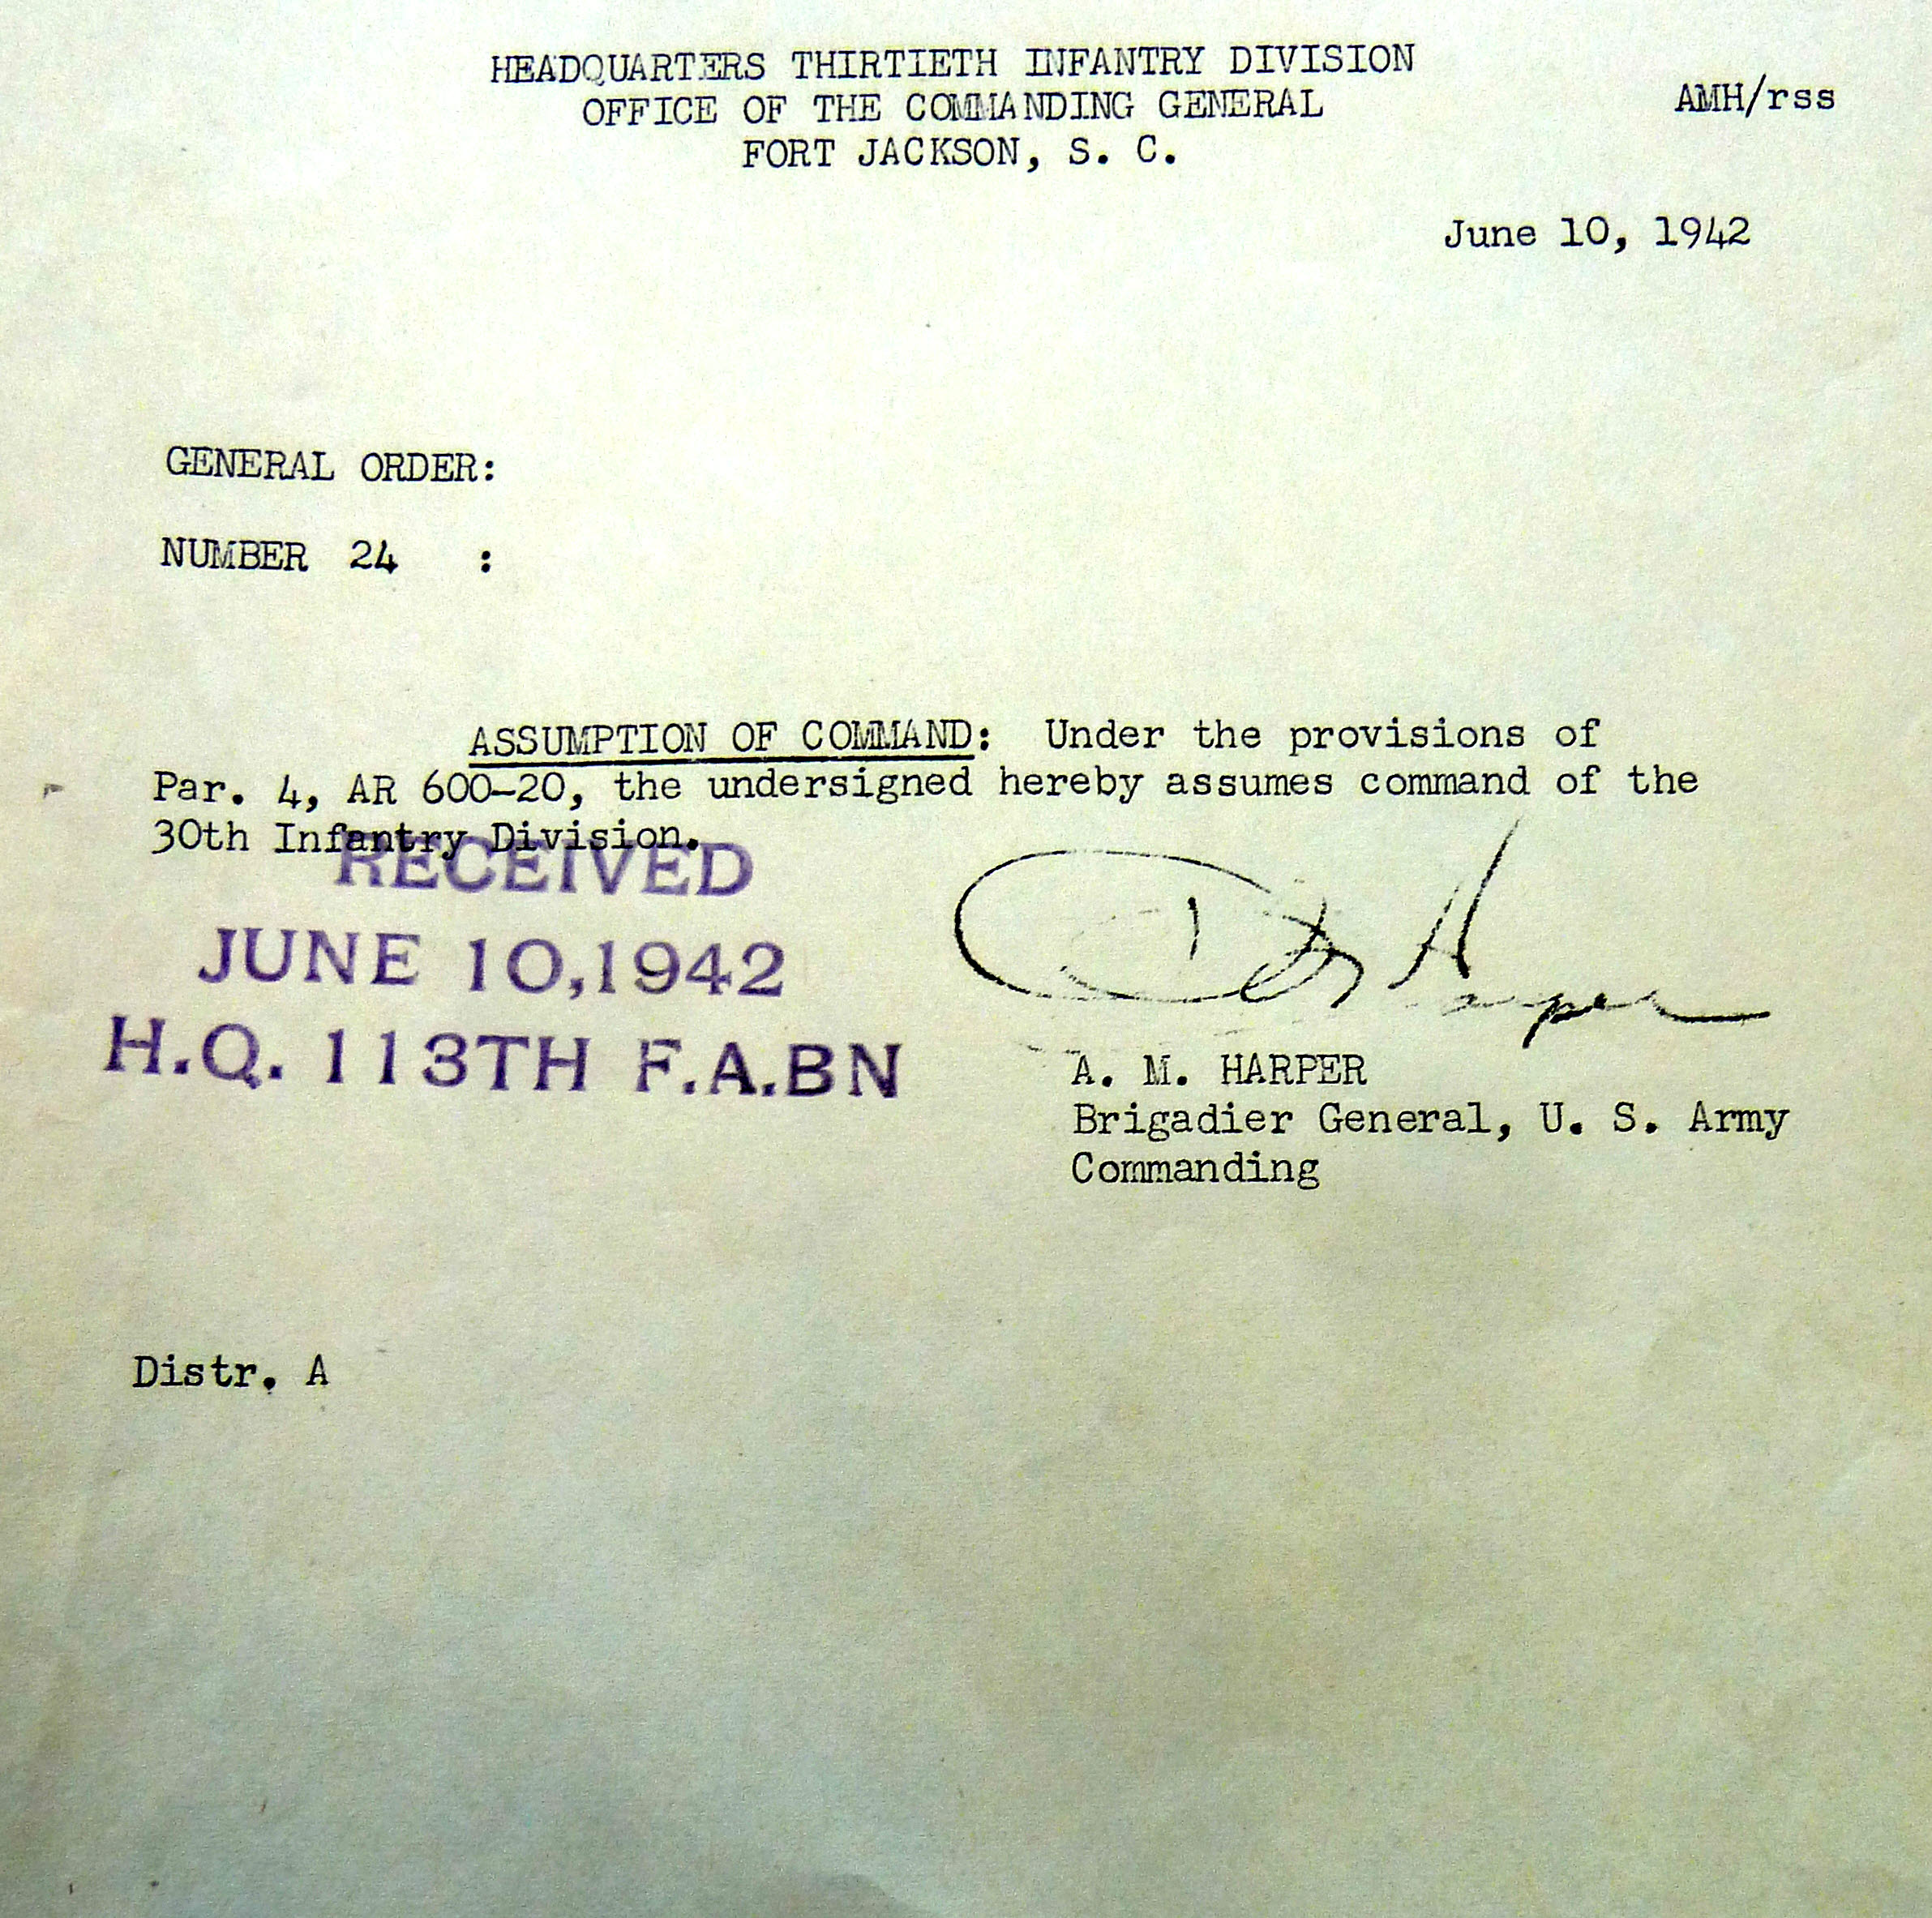 HEADQUARTERS THIRTIETH INFANTRY DIVISION
OFFICE OF THE COMMANDING GENERAL
AMH/rss
FORT JACKSON, S. C.
June 10, 1942
GENERAL ORDER:
NUMBER 24 :
ASSUMPTION OF COMMAND: Under the provisions of
Par. 4, AR 600-20, the undersigned hereby assumes command of the
30th Infantry Division.
RECEIVED
JUNE 10,1942
H.Q. 113TH F.A.BN
Harper
A. M. HARPER
Brigadier General, U. S. Army
Commanding
Distr. A